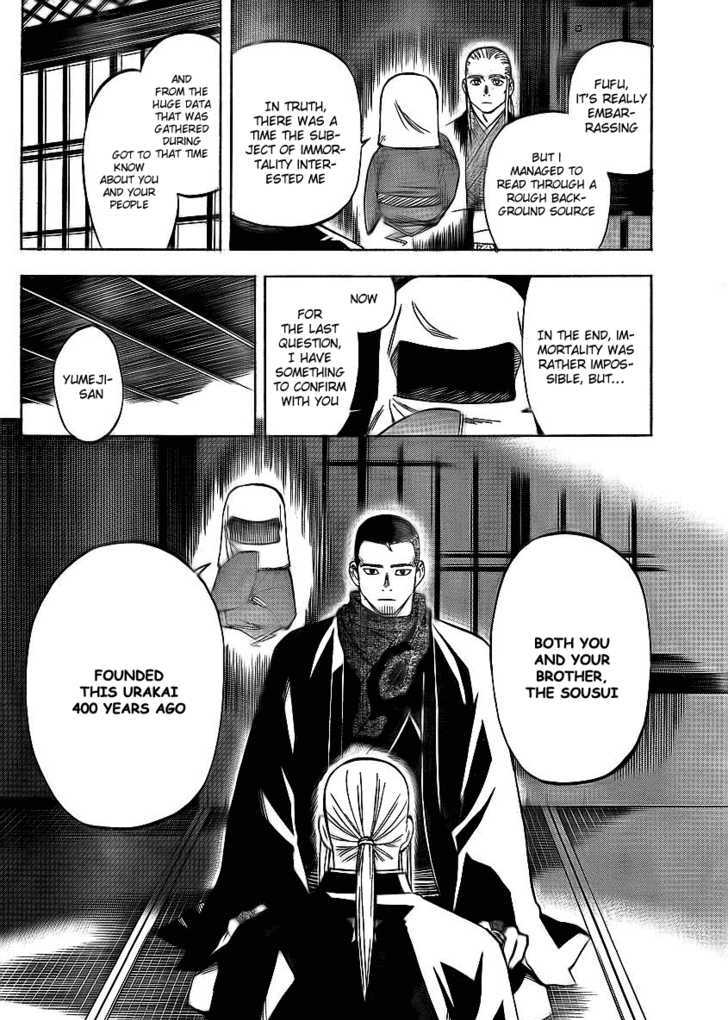 FUFU,
IT'S REALLY
EMBAR-
RASSING
BUT I
MANAGED TO
READ THROUGH A
ROUGH BACK-
GROUND SOURCE
IN TRUTH,
THERE WAS A
TIME THE SUB-
JECT OF IMMOR-
TALITY INTER-
ESTED ME
AND
FROM THE
HUGE DATA
THAT WAS
GATHERED
DURING
THAT TIME
GOT TO
KNOW
ABOUT YOU
AND YOUR
PEOPLE
IN THE END, IM-
MORTALITY WAS
RATHER IMPOS-
SIBLE, BUT...
NOW
FOR
THE LAST
QUESTION,
I HAVE
SOMETHING
TO CONFIRM
WITH YOU
YUMEJI-
SAN
BOTH YOU
AND YOUR
BROTHER,
THE SOUSUI
FOUNDED
THIS URAKAI
400 YEARS AGO